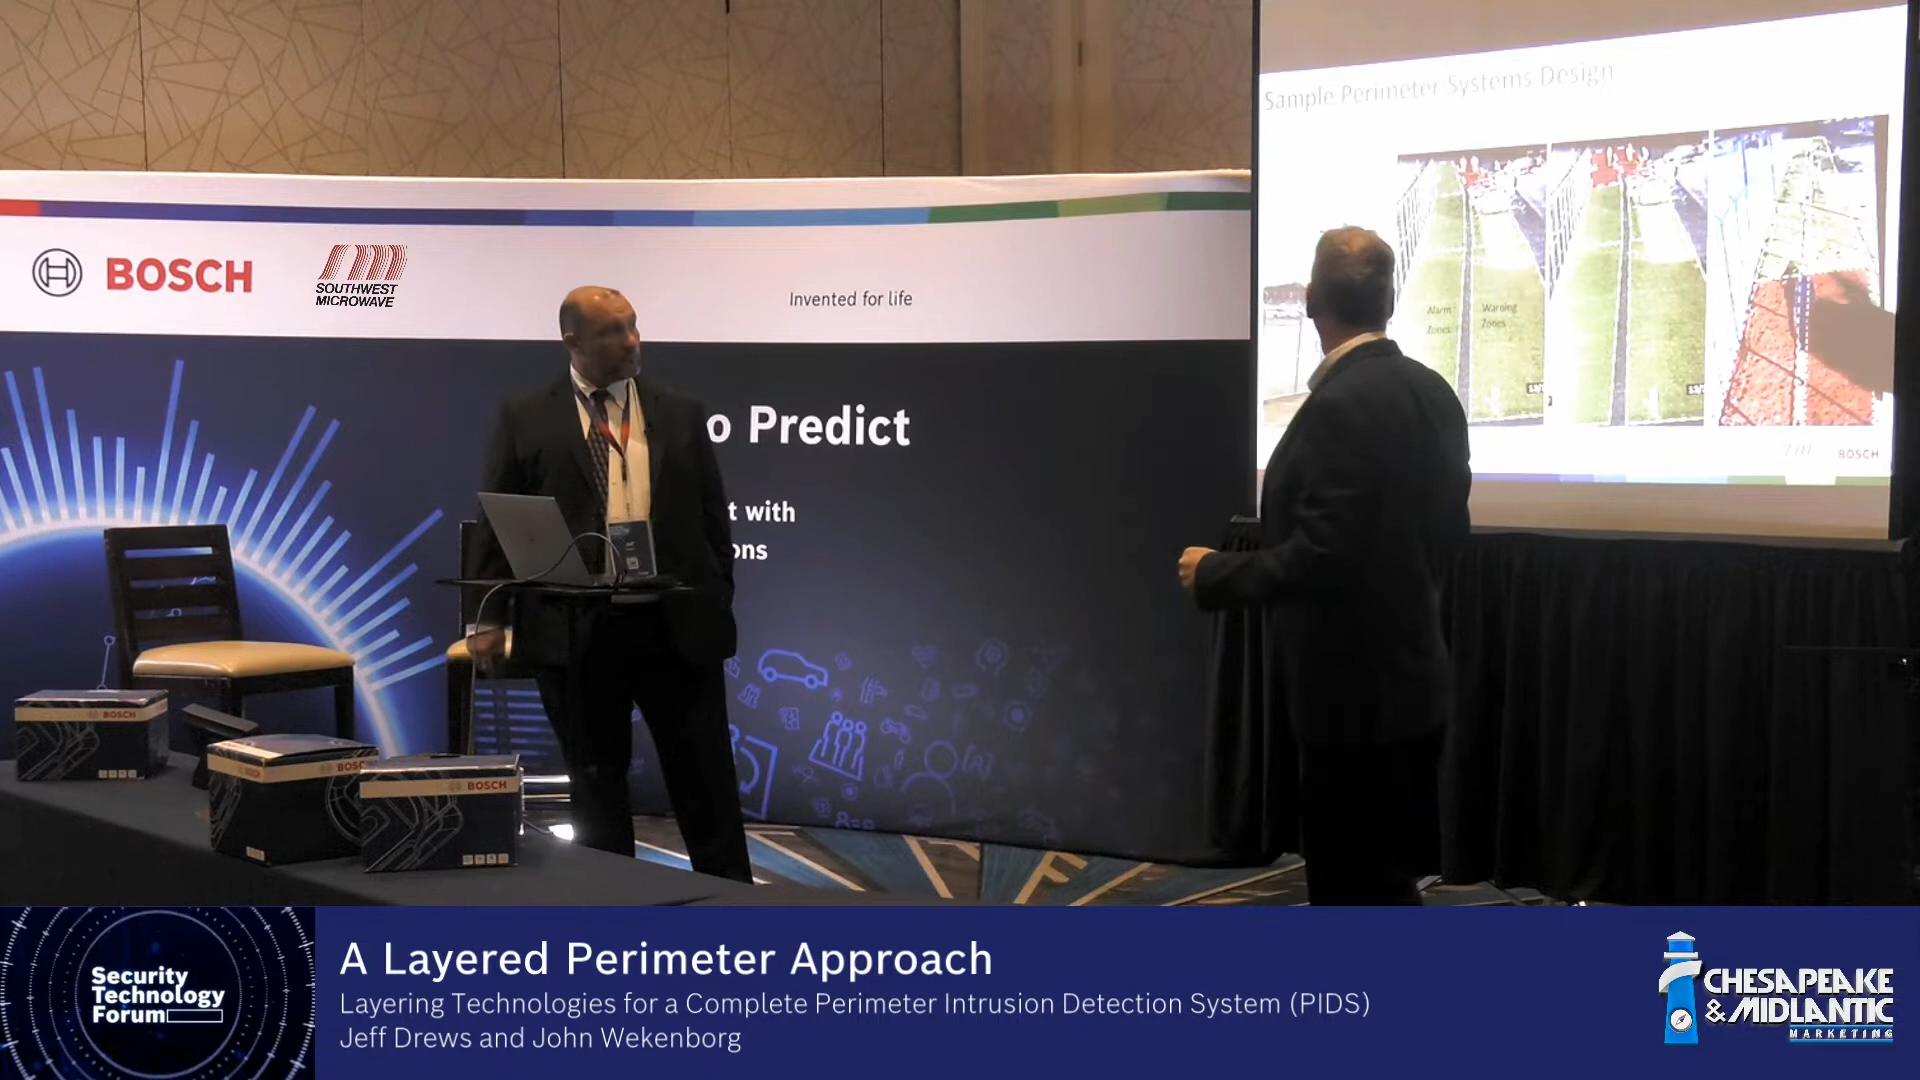 Sample Perimeter Systems Design
BOSCH
SOUTHWEST
MICROWAVE
Invented for life
Alarm
Zones
Warning
Zones
o Predict
BOSCH
t with
ons
BOSCH
BOSCH
BOSCH
A Layered Perimeter Approach
Layering Technologies for a Complete Perimeter Intrusion Detection System (PIDS)
Jeff Drews and John Wekenborg
Security
Technology
Forum
CHESAPEAKE
& MIDLANTIC
MARKETING